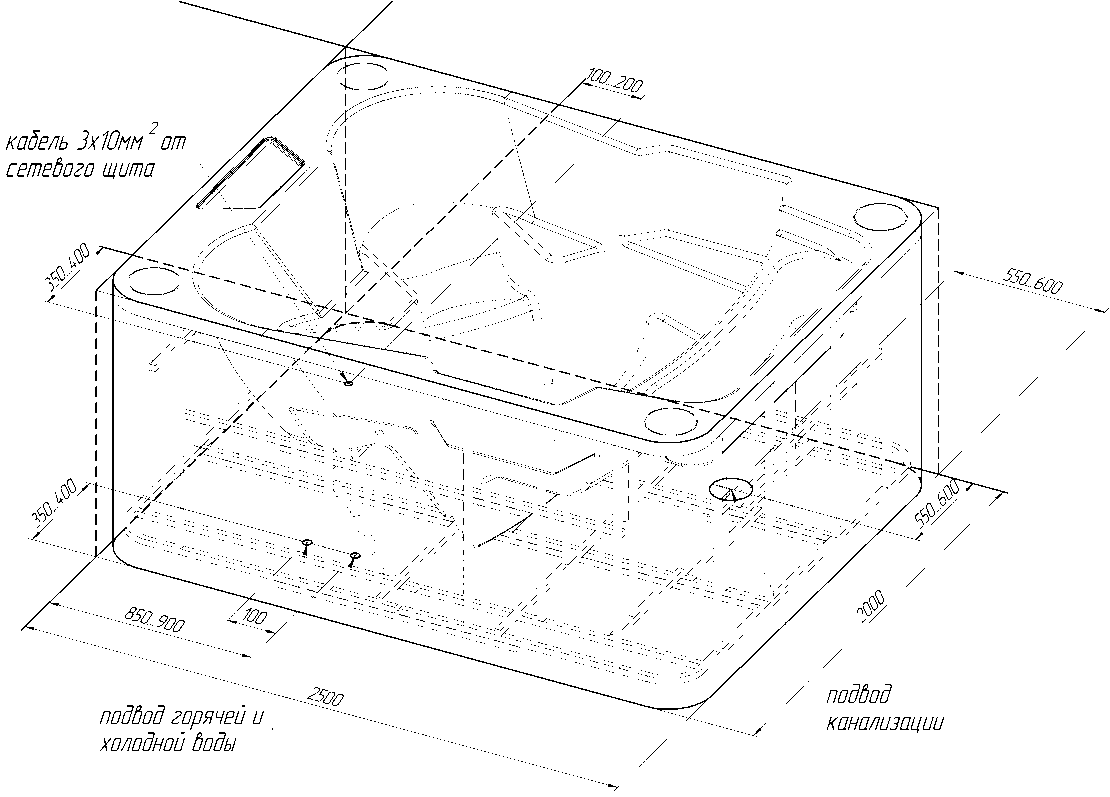 100..200
кабель 3х10мм² от
сетевого щита
350..400
550..600
350..400
550..600
850..900
100
2000
2500
подвод
канализации
подвод горячей и
холодной воды